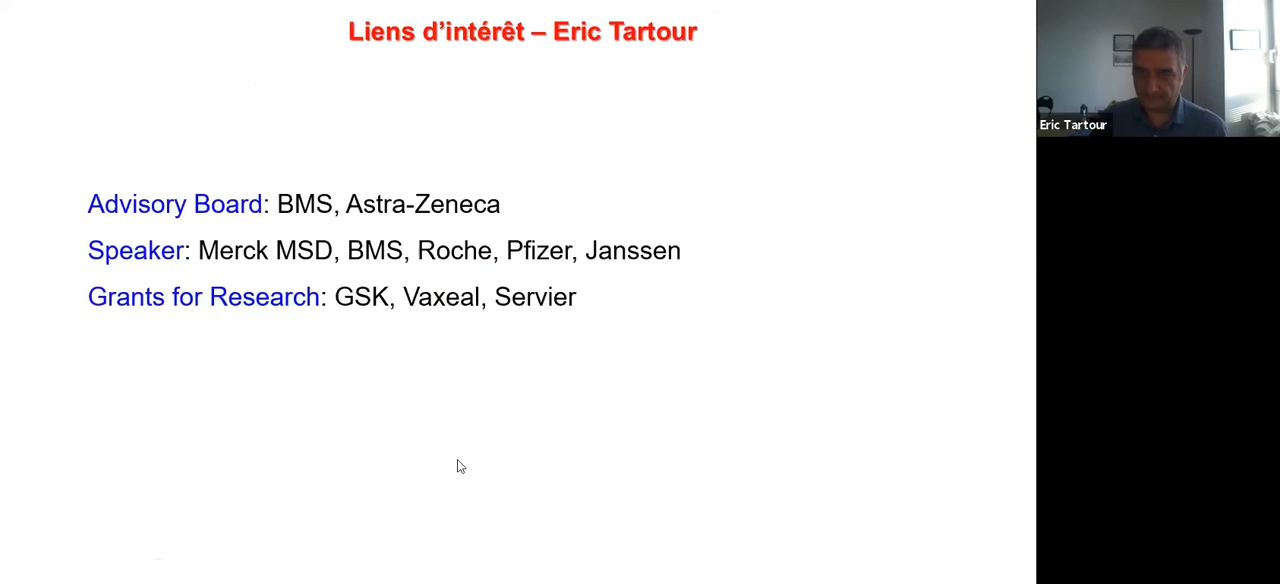 Liens d’intérêt – Eric Tartour
Eric Tartour
Advisory Board: BMS, Astra-Zeneca
Speaker: Merck MSD, BMS, Roche, Pfizer, Janssen
Grants for Research: GSK, Vaxeal, Servier